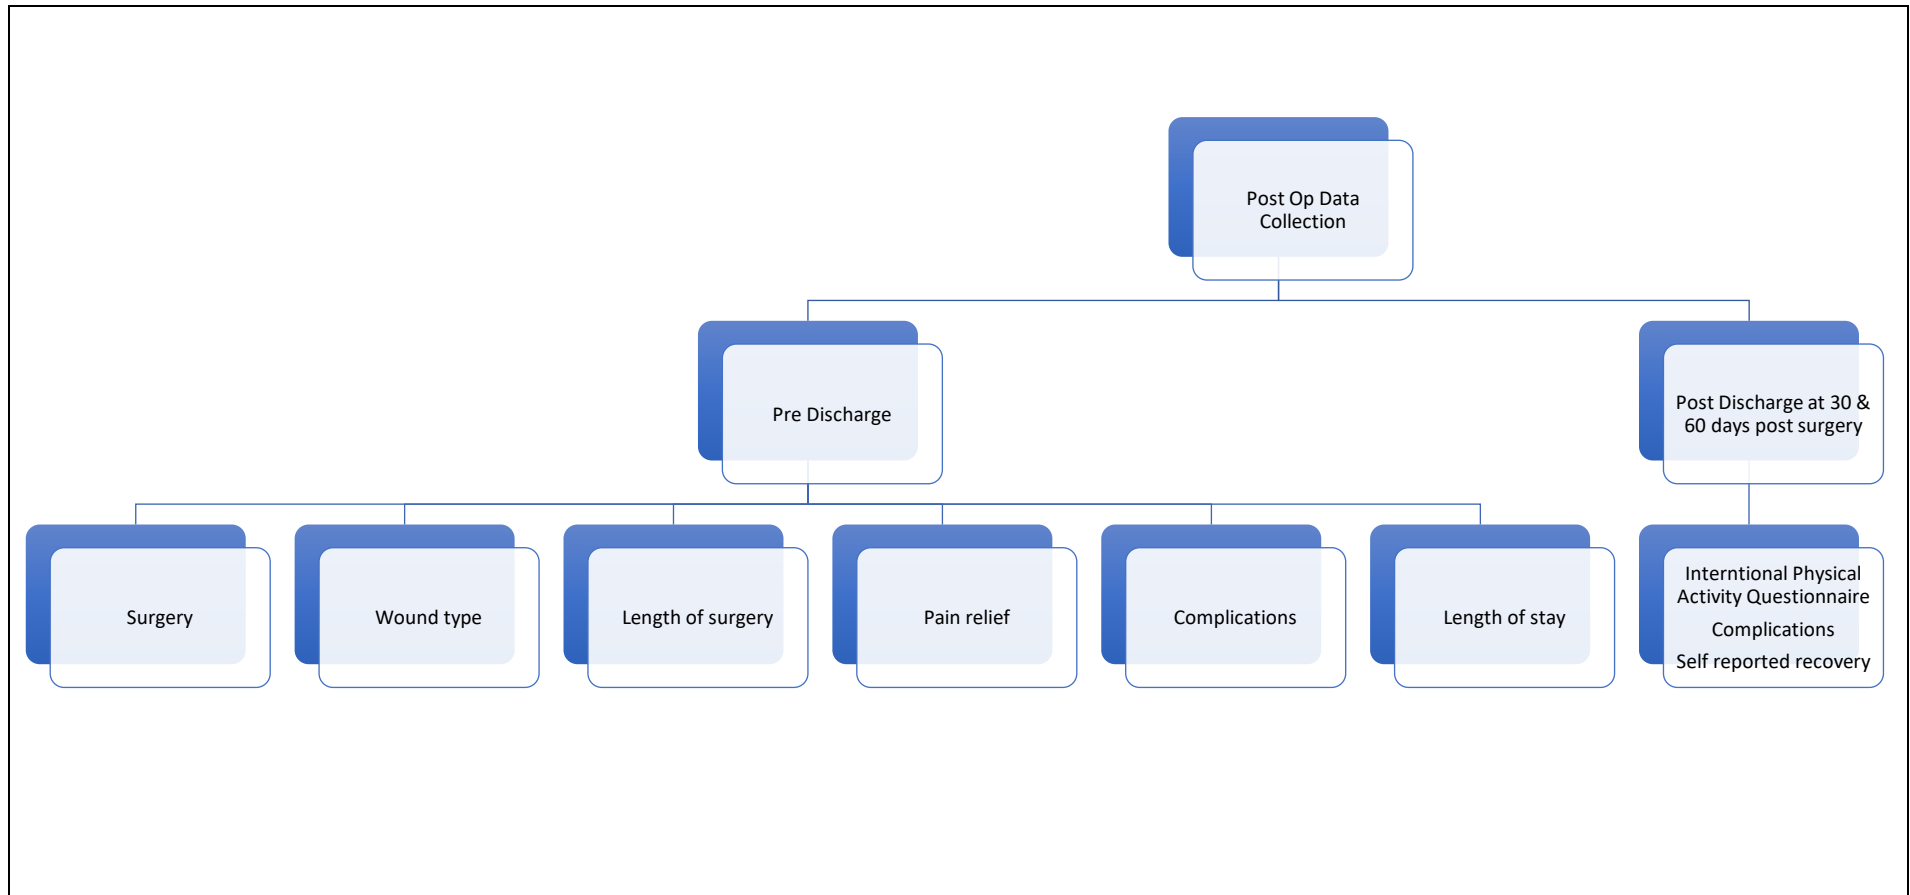 Post Op Data
Collection
Pre Discharge
Post Discharge at 30 &
60 days post surgery
Surgery
Wound type
Length of surgery
Pain relief
Complications
Length of stay
Interntional Physical
Activity Questionnaire
Complications
Self reported recovery